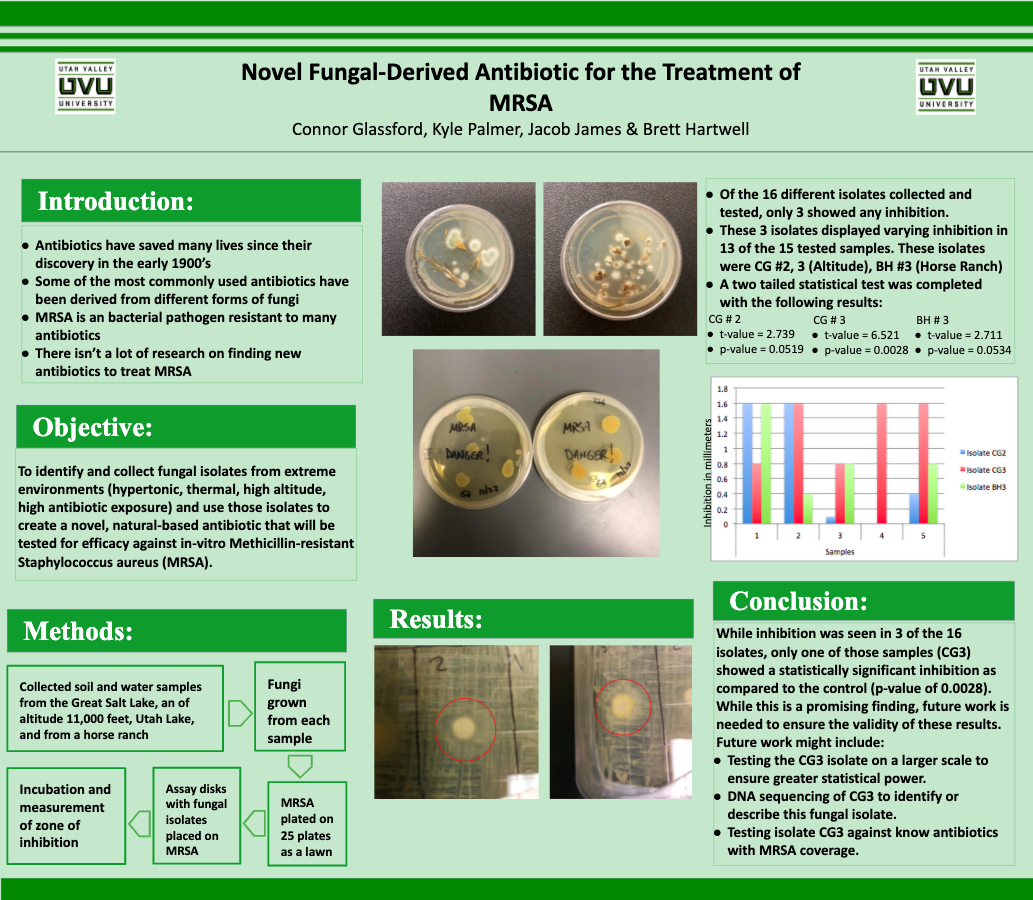 UTAH VALLEY
UVU
UNIVERSITY
Novel Fungal-Derived Antibiotic for the Treatment of
MRSA
Connor Glassford, Kyle Palmer, Jacob James & Brett Hartwell
UTAH VALLEY
UVU
UNIVERSITY
Introduction:
● Antibiotics have saved many lives since their
discovery in the early 1900's
● Some of the most commonly used antibiotics have
been derived from different forms of fungi
● MRSA is an bacterial pathogen resistant to many
antibiotics
● There isn't a lot of research on finding new
antibiotics to treat MRSA
Objective:
To identify and collect fungal isolates from extreme
environments (hypertonic, thermal, high altitude,
high antibiotic exposure) and use those isolates to
create a novel, natural-based antibiotic that will be
tested for efficacy against in-vitro Methicillin-resistant
Staphylococcus aureus (MRSA).
Methods:
Collected soil and water samples
from the Great Salt Lake, an of
altitude 11,000 feet, Utah Lake,
and from a horse ranch
Fungi
grown
from each
sample
MRSA
plated on
25 plates
as a lawn
Assay disks
with fungal
isolates
placed on
MRSA
Incubation and
measurement
of zone of
inhibition
MRSA
DANGER!
10/27
MRSA
DANGER!
Results:
2
1
● Of the 16 different isolates collected and
tested, only 3 showed any inhibition.
● These 3 isolates displayed varying inhibition in
13 of the 15 tested samples. These isolates
were CG #2, 3 (Altitude), BH #3 (Horse Ranch)
● A two tailed statistical test was completed
with the following results:
CG # 2
● t-value = 2.739
● p-value = 0.0519
CG # 3
● t-value = 6.521
● p-value = 0.0028
BH # 3
● t-value = 2.711
● p-value = 0.0534
Inhibition in millimeters
1.8
1.6
1.4
1.2
1
0.8
0.6
0.4
0.2
0
1 2 3 4 5
Samples
Isolate CG2
Isolate CG3
Isolate BH3
Conclusion:
While inhibition was seen in 3 of the 16
isolates, only one of those samples (CG3)
showed a statistically significant inhibition as
compared to the control (p-value of 0.0028).
While this is a promising finding, future work is
needed to ensure the validity of these results.
Future work might include:
● Testing the CG3 isolate on a larger scale to
ensure greater statistical power.
● DNA sequencing of CG3 to identify or
describe this fungal isolate.
● Testing isolate CG3 against know antibiotics
with MRSA coverage.